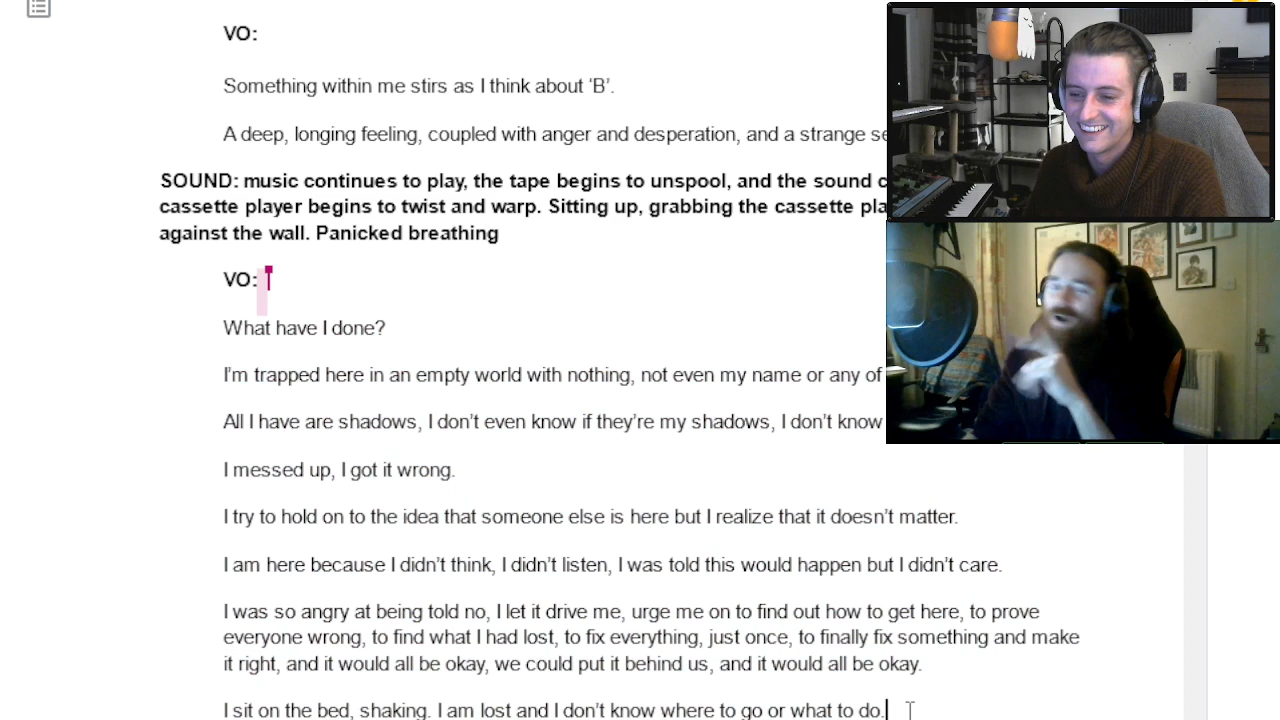 VO:
Something within me stirs as I think about ‘B’.
A deep, longing feeling, coupled with anger and desperation, and a strange se
SOUND: music continues to play, the tape begins to unspool, and the sound
cassette player begins to twist and warp. Sitting up, grabbing the cassette
against the wall. Panicked breathing
VO:
What have I done?
I’m trapped here in an empty world with nothing, not even my name or any of
All I have are shadows, I don’t even know if they’re my shadows, I don’t know
I messed up, I got it wrong.
I try to hold on to the idea that someone else is here but I realize that it doesn’t matter.
I am here because I didn’t think, I didn’t listen, I was told this would happen but I didn’t care.
I was so angry at being told no, I let it drive me, urge me on to find out how to get here, to prove
everyone wrong, to find what I had lost, to fix everything, just once, to finally fix something and make
it right, and it would all be okay, we could put it behind us, and it would all be okay.
I sit on the bed, shaking. I am lost and I don’t know where to go or what to do.